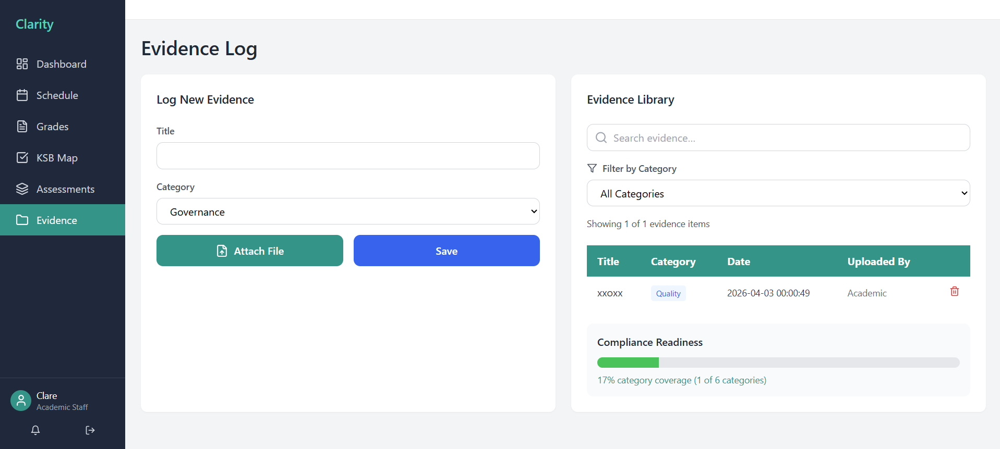 Clarity
Dashboard
Schedule
Grades
KSB Map
Assessments
Evidence
Clare
Academic Staff
Evidence Log
Log New Evidence
Title
Category
Governance
Attach File
Save
Evidence Library
Search evidence...
Filter by Category
All Categories
Showing 1 of 1 evidence items
Title Category Date Uploaded By
xxoxx Quality 2026-04-03 00:00:49 Academic
Compliance Readiness
17% category coverage (1 of 6 categories)